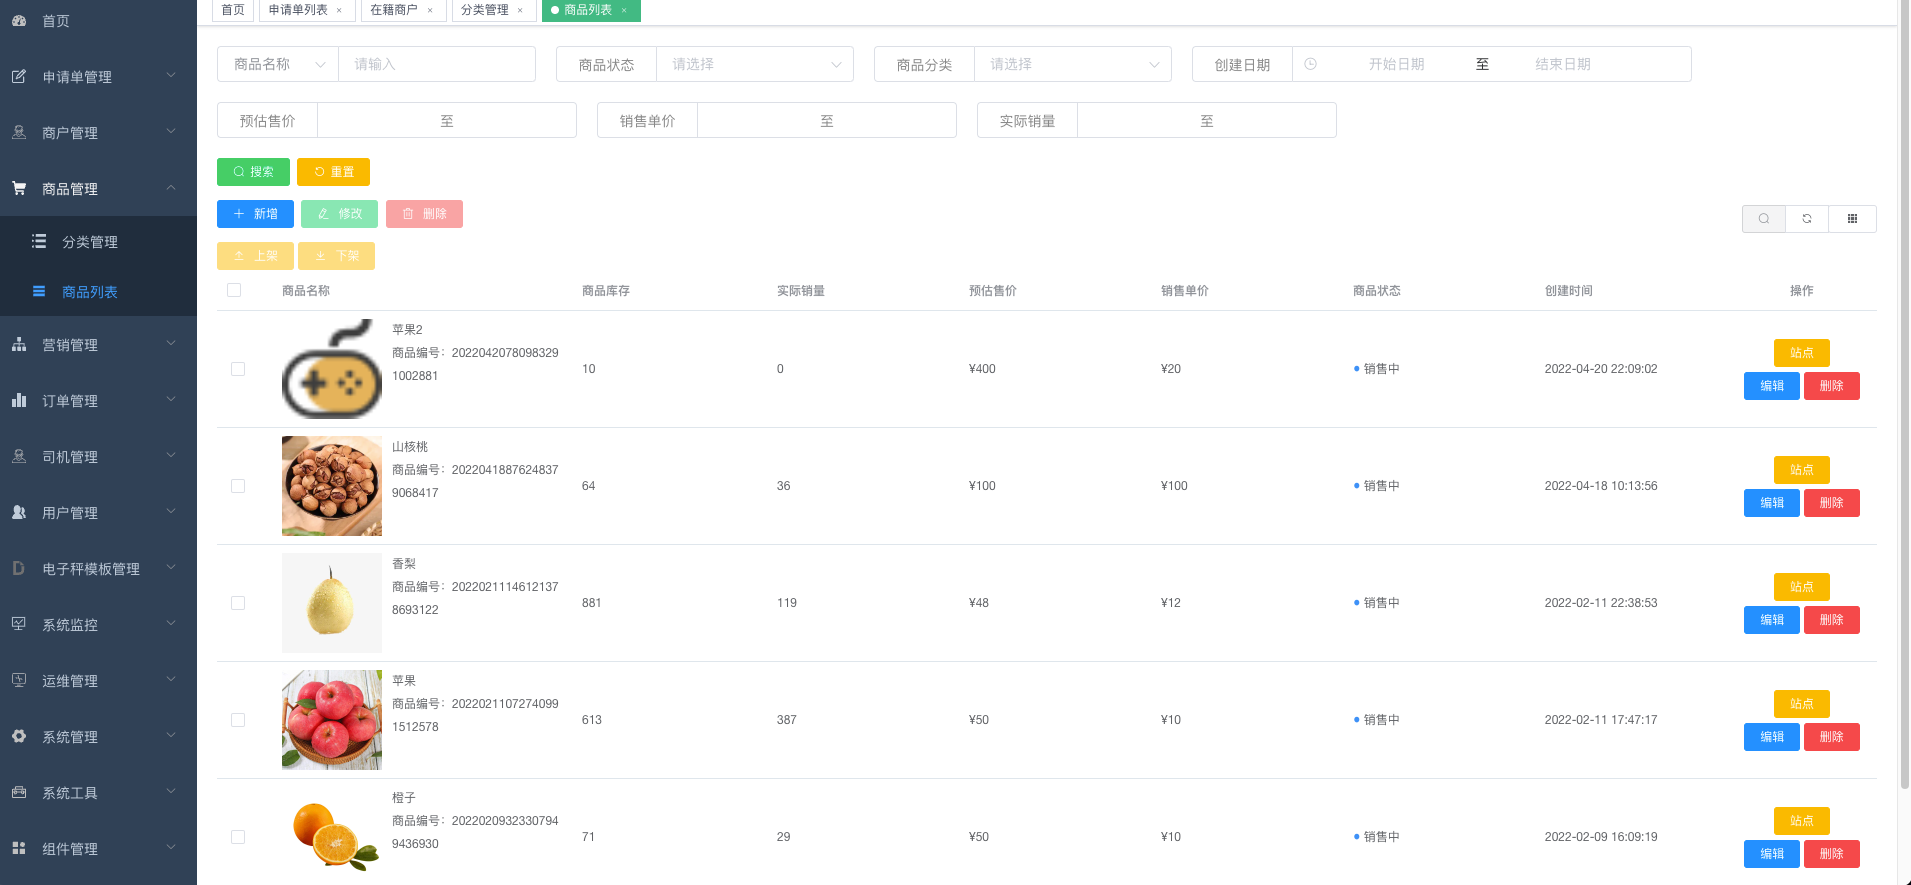 首页
申请单管理
商户管理
商品管理
分类管理
商品列表
营销管理
订单管理
司机管理
用户管理
电子秤模板管理
系统监控
运维管理
系统管理
系统工具
组件管理
首页 申请单列表 × 在籍商户 × 分类管理 × 商品列表 ×
商品名称 请输入 商品状态 请选择 商品分类 请选择 创建日期 开始日期 至 结束日期
预估售价 至 销售单价 至 实际销量 至
搜索 重置
新增 修改 删除
上架 下架
商品名称 商品库存 实际销量 预估售价 销售单价 商品状态 创建时间 操作
苹果2
商品编号：2022042078098329
1002881
10 0 ¥400 ¥20 销售中 2022-04-20 22:09:02
站点
编辑 删除
山核桃
商品编号：2022041887624837
9068417
64 36 ¥100 ¥100 销售中 2022-04-18 10:13:56
站点
编辑 删除
香梨
商品编号：2022021114612137
8693122
881 119 ¥48 ¥12 销售中 2022-02-11 22:38:53
站点
编辑 删除
苹果
商品编号：2022021107274099
1512578
613 387 ¥50 ¥10 销售中 2022-02-11 17:47:17
站点
编辑 删除
橙子
商品编号：2022020932330794
9436930
71 29 ¥50 ¥10 销售中 2022-02-09 16:09:19
站点
编辑 删除